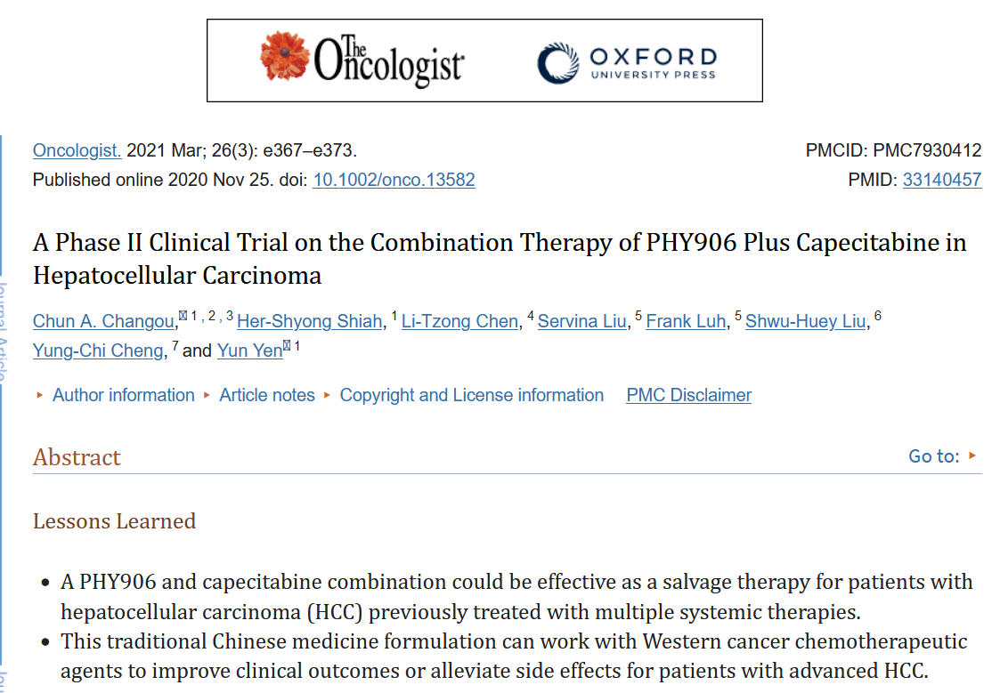 The Oncologist
OXFORD
UNIVERSITY PRESS
Oncologist. 2021 Mar; 26(3): e367–e373.
PMCID: PMC7930412
Published online 2020 Nov 25. doi: 10.1002/onco.13582
PMID: 33140457
A Phase II Clinical Trial on the Combination Therapy of PHY906 Plus Capecitabine in
Hepatocellular Carcinoma
Chun A. Changou, 1 , 2 , 3 Her-Shyong Shiah, 1 Li-Tzong Chen, 4 Servina Liu, 5 Frank Luh, 5 Shwu-Huey Liu, 6
Yung-Chi Cheng, 7 and Yun Yen 1
Author information Article notes Copyright and License information PMC Disclaimer
Abstract
Go to:
Lessons Learned
• A PHY906 and capecitabine combination could be effective as a salvage therapy for patients with
hepatocellular carcinoma (HCC) previously treated with multiple systemic therapies.
• This traditional Chinese medicine formulation can work with Western cancer chemotherapeutic
agents to improve clinical outcomes or alleviate side effects for patients with advanced HCC.